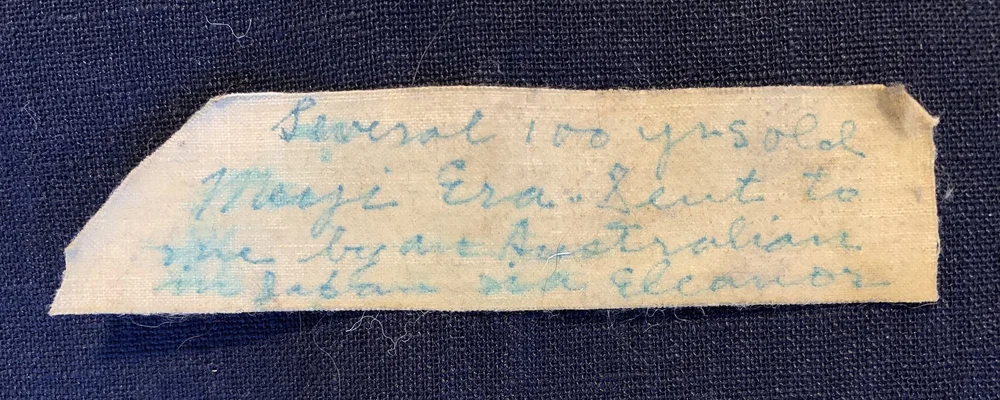 Several 100 yrs old
Meiji Era. Sent to
me by an Australian
in Japan via Eleanor